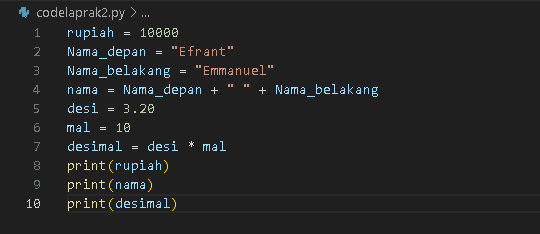 codelaprak2.py > ...
1 rupiah = 10000
2 Nama_depan = "Efrant"
3 Nama_belakang = "Emmanuel"
4 nama = Nama_depan + " " + Nama_belakang
5 desi = 3.20
6 mal = 10
7 desimal = desi * mal
8 print(rupiah)
9 print(nama)
10 print(desimal)